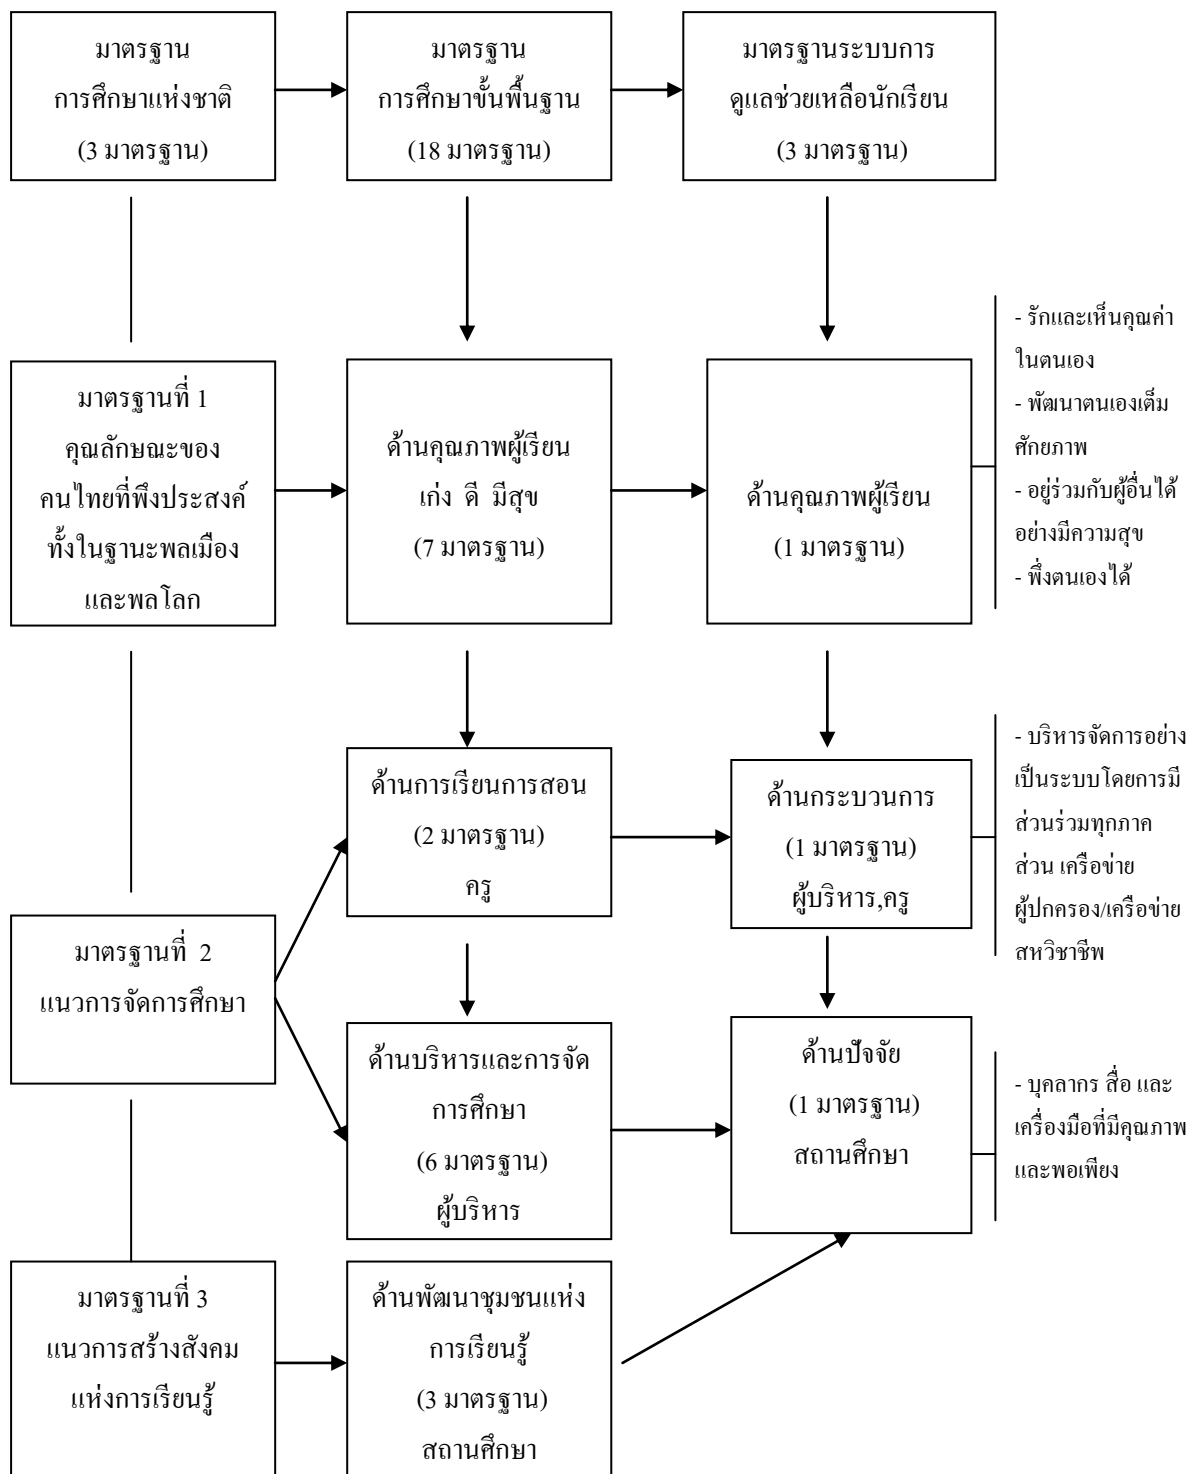 มาตรฐาน
การศึกษาแห่งชาติ
(3 มาตรฐาน)
มาตรฐาน
การศึกษาขั้นพื้นฐาน
(18 มาตรฐาน)
มาตรฐานระบบการ
ดูแลช่วยเหลือนักเรียน
(3 มาตรฐาน)
มาตรฐานที่ 1
คุณลักษณะของ
คนไทยที่พึงประสงค์
ทั้งในฐานะพลเมือง
และพลโลก
ด้านคุณภาพผู้เรียน
เก่ง ดี มีสุข
(7 มาตรฐาน)
ด้านคุณภาพผู้เรียน
(1 มาตรฐาน)
- รักและเห็นคุณค่า
ในตนเอง
- พัฒนาตนเองเต็ม
ศักยภาพ
- อยู่ร่วมกับผู้อื่นได้
อย่างมีความสุข
- พึ่งตนเองได้
มาตรฐานที่ 2
แนวการจัดการศึกษา
ด้านการเรียนการสอน
(2 มาตรฐาน)
ครู
ด้านกระบวนการ
(1 มาตรฐาน)
ผู้บริหาร,ครู
- บริหารจัดการอย่าง
เป็นระบบโดยการมี
ส่วนร่วมทุกภาค
ส่วน เครือข่าย
ผู้ปกครอง/เครือข่าย
สหวิชาชีพ
ด้านบริหารและการจัด
การศึกษา
(6 มาตรฐาน)
ผู้บริหาร
ด้านปัจจัย
(1 มาตรฐาน)
สถานศึกษา
- บุคลากร สื่อ และ
เครื่องมือที่มีคุณภาพ
และพอเพียง
มาตรฐานที่ 3
แนวการสร้างสังคม
แห่งการเรียนรู้
ด้านพัฒนาชุมชนแห่ง
การเรียนรู้
(3 มาตรฐาน)
สถานศึกษา